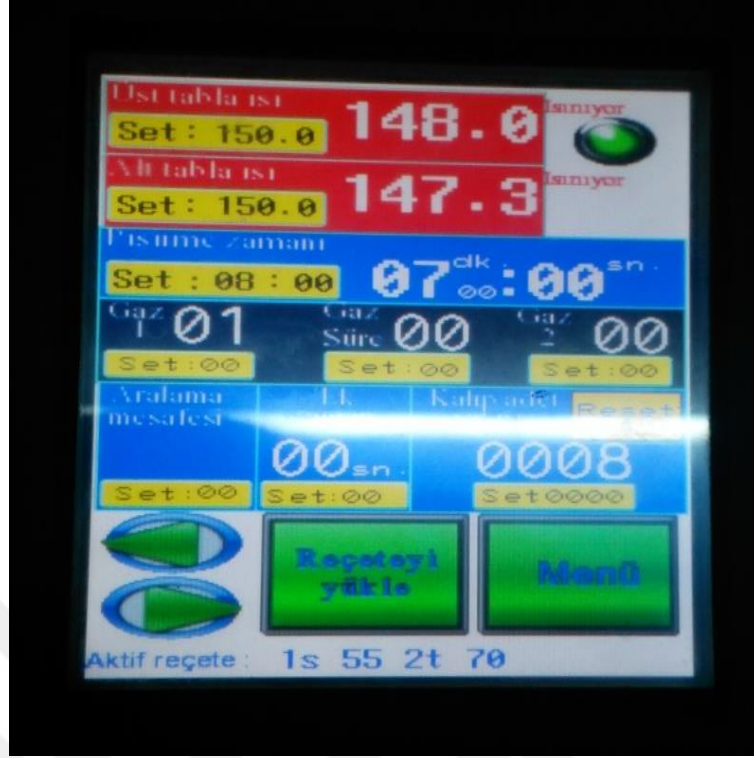 Üst tabla ısı
Set: 150.0
148.0
Isınıyor
Alt tabla ısı
Set: 150.0
147.3
Isınıyor
Pişirme zamanı
Set : 08 : 00
07 dk. 00 : 00 sn.
Gaz 1
01
Set:00
Gaz Süre
00
Set:00
Gaz 2
00
Set:00
Aralama
mesafesi
Set:00
00 sn.
Set:00
Kalıp adet
Reset
0008
Set0000
Reçeteyi
yükle
Menü
Aktif reçete : 1s 55 2t 70